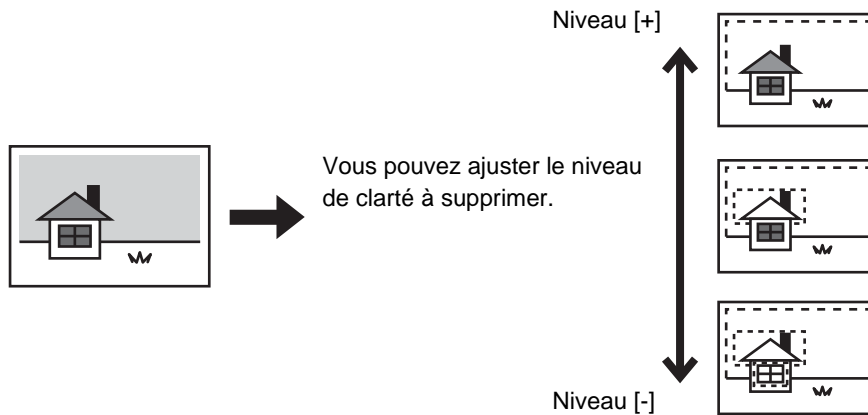 Niveau [+]
Vous pouvez ajuster le niveau
de clarté à supprimer.
Niveau [-]